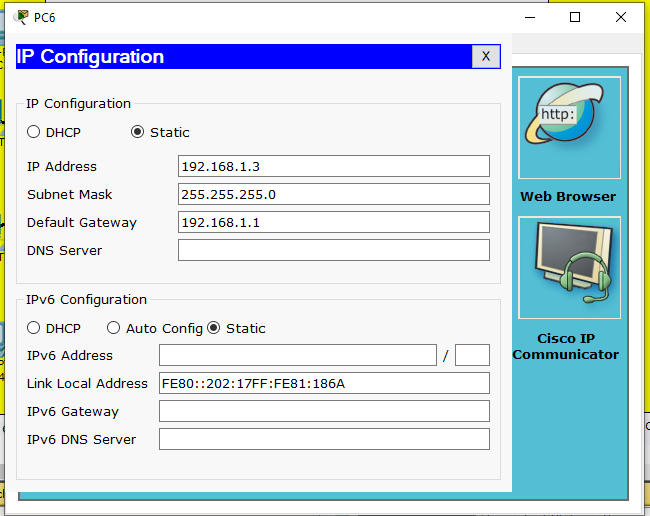 PC6
IP Configuration
X
IP Configuration
DHCP
Static
IP Address
192.168.1.3
Subnet Mask
255.255.255.0
Default Gateway
192.168.1.1
DNS Server
IPv6 Configuration
DHCP
Auto Config
Static
IPv6 Address
/
Link Local Address
FE80::202:17FF:FE81:186A
IPv6 Gateway
IPv6 DNS Server
http:
Web Browser
Cisco IP
Communicator